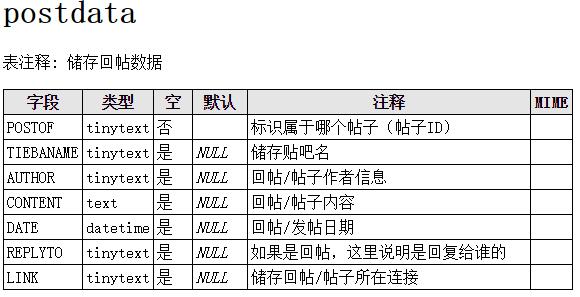 postdata
表注释: 储存回帖数据
字段 类型 空 默认 注释 MIME
POSTOF tinytext 否 标识属于哪个帖子（帖子ID）
TIEBANAME tinytext 是 NULL 储存贴吧名
AUTHOR tinytext 是 NULL 回帖/帖子作者信息
CONTENT text 是 NULL 回帖/帖子内容
DATE datetime 是 NULL 回帖/发帖日期
REPLYTO tinytext 是 NULL 如果是回帖，这里说明是回复给谁的
LINK tinytext 是 NULL 储存回帖/帖子所在连接